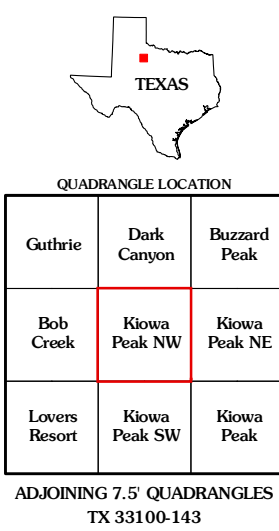 TEXAS
QUADRANGLE LOCATION
Guthrie
Dark
Canyon
Buzzard
Peak
Bob
Creek
Kiowa
Peak NW
Kiowa
Peak NE
Lovers
Resort
Kiowa
Peak SW
Kiowa
Peak
ADJOINING 7.5' QUADRANGLES
TX 33100-143